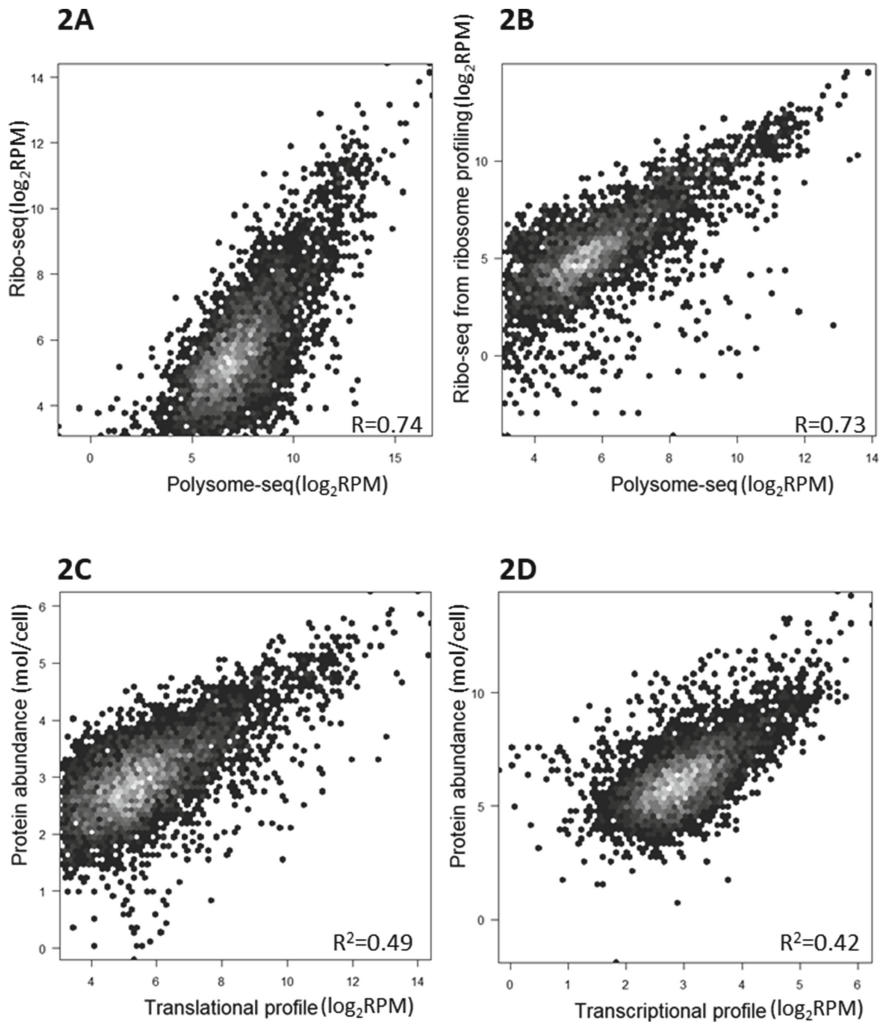 2A
Ribo-seq(log2RPM)
14
12
10
8
6
4
R=0.74
0 5 10 15
Polysome-seq(log2RPM)
2B
Ribo-seq from ribosome profiling(log2RPM)
10
5
0
R=0.73
4 6 8 10 12 14
Polysome-seq(log2RPM)
2C
Protein abundance (mol/cell)
6
5
4
3
2
1
0
R²=0.49
4 6 8 10 12 14
Translational profile(log2RPM)
2D
Protein abundance (mol/cell)
10
5
0
R²=0.42
0 1 2 3 4 5 6
Transcriptional profile(log2RPM)